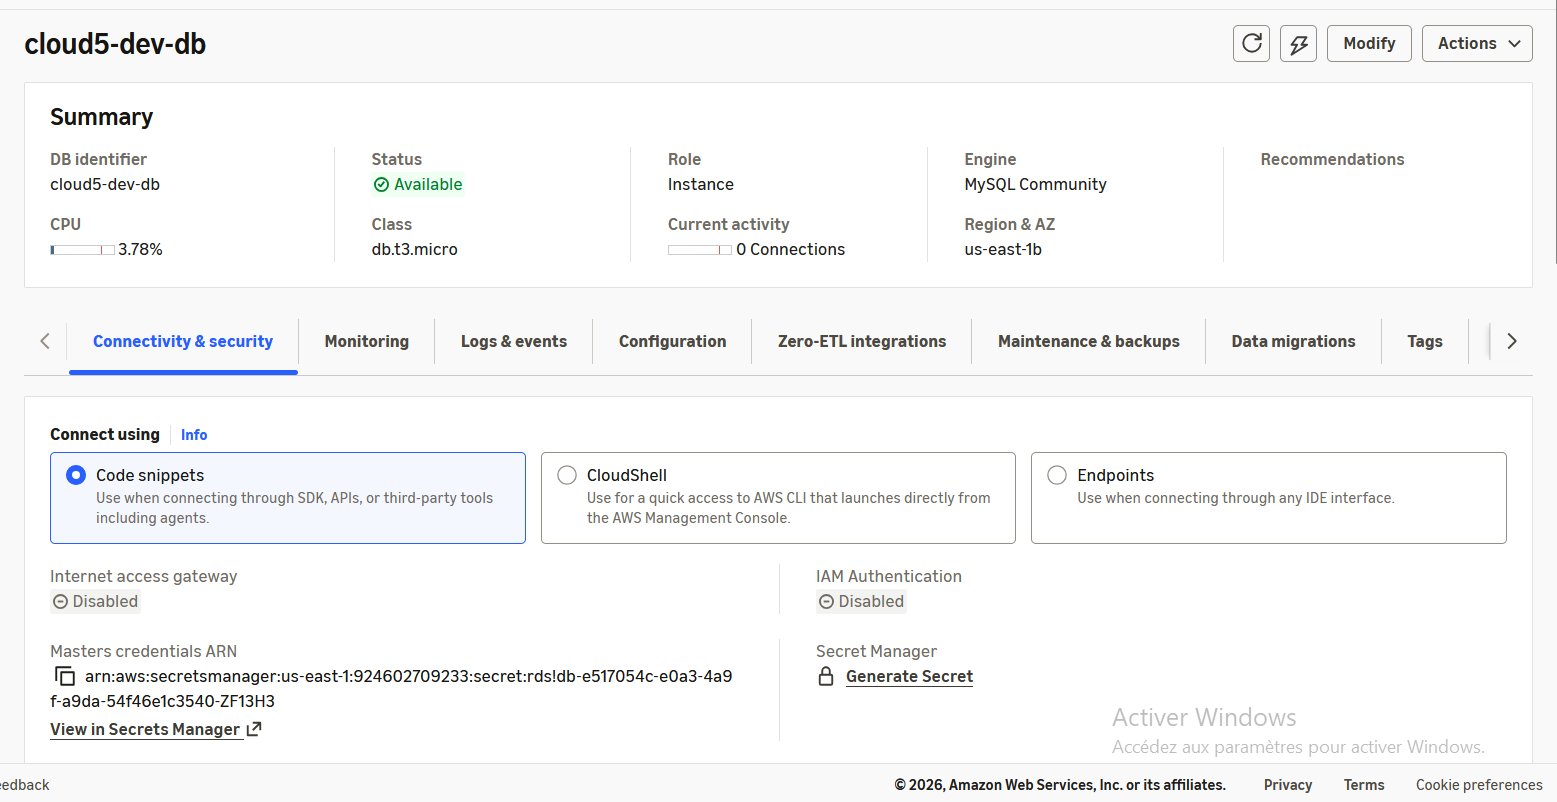 cloud5-dev-db
Modify
Actions
Summary
DB identifier
cloud5-dev-db
Status
Available
Role
Instance
Engine
MySQL Community
Recommendations
CPU
3.78%
Class
db.t3.micro
Current activity
0 Connections
Region & AZ
us-east-1b
Connectivity & security
Monitoring
Logs & events
Configuration
Zero-ETL integrations
Maintenance & backups
Data migrations
Tags
Connect using
Info
Code snippets
Use when connecting through SDK, APIs, or third-party tools
including agents.
CloudShell
Use for a quick access to AWS CLI that launches directly from
the AWS Management Console.
Endpoints
Use when connecting through any IDE interface.
Internet access gateway
Disabled
IAM Authentication
Disabled
Masters credentials ARN
arn:aws:secretsmanager:us-east-1:924602709233:secret:rds!db-e517054c-e0a3-4a9
f-a9da-54f46e1c3540-ZF13H3
View in Secrets Manager
Secret Manager
Generate Secret
Activer Windows
Accédez aux paramètres pour activer Windows.
edback
© 2026, Amazon Web Services, Inc. or its affiliates.
Privacy
Terms
Cookie preferences